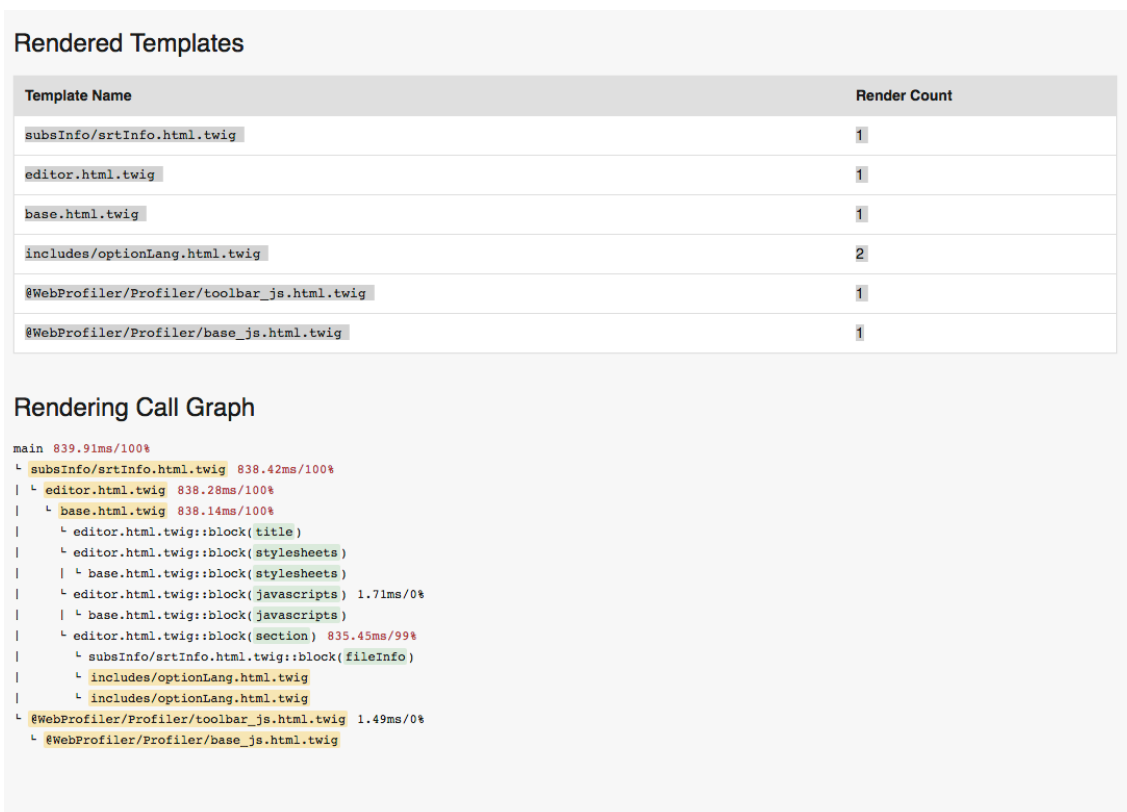 Rendered Templates
Template Name Render Count
subsInfo/srtInfo.html.twig 1
editor.html.twig 1
base.html.twig 1
includes/optionLang.html.twig 2
@WebProfiler/Profiler/toolbar_js.html.twig 1
@WebProfiler/Profiler/base_js.html.twig 1
Rendering Call Graph
main 839.91ms/100%
└ subsInfo/srtInfo.html.twig 838.42ms/100%
│ └ editor.html.twig 838.28ms/100%
│   └ base.html.twig 838.14ms/100%
│     └ editor.html.twig::block(title)
│     └ editor.html.twig::block(stylesheets)
│     │ └ base.html.twig::block(stylesheets)
│     └ editor.html.twig::block(javascripts) 1.71ms/0%
│     │ └ base.html.twig::block(javascripts)
│     └ editor.html.twig::block(section) 835.45ms/99%
│       └ subsInfo/srtInfo.html.twig::block(fileInfo)
│       └ includes/optionLang.html.twig
│       └ includes/optionLang.html.twig
└ @WebProfiler/Profiler/toolbar_js.html.twig 1.49ms/0%
  └ @WebProfiler/Profiler/base_js.html.twig